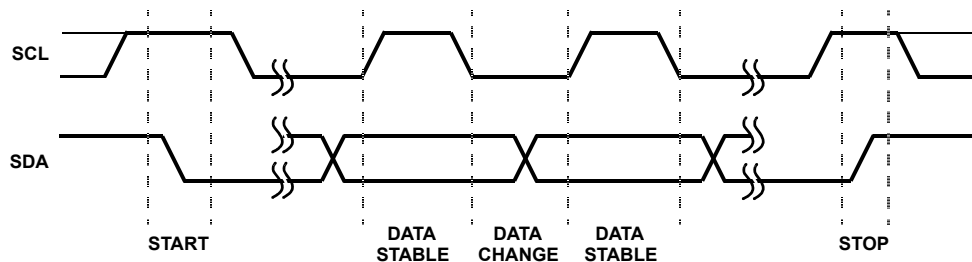 SCL
SDA
START
DATA
STABLE
DATA
CHANGE
DATA
STABLE
STOP